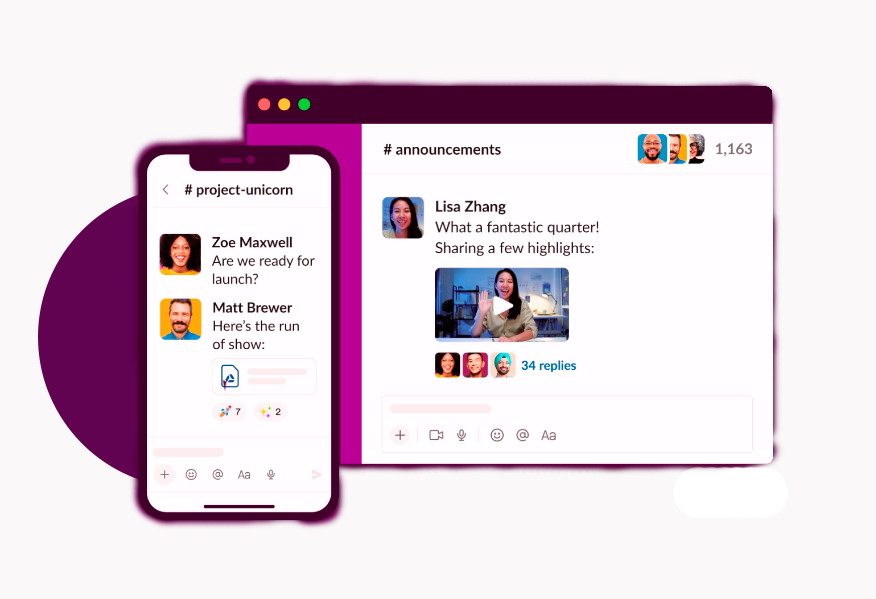 # project-unicorn
Zoe Maxwell
Are we ready for
launch?
Matt Brewer
Here's the run
of show:
7
2
Aa
# announcements
1,163
Lisa Zhang
What a fantastic quarter!
Sharing a few highlights:
34 replies
Aa